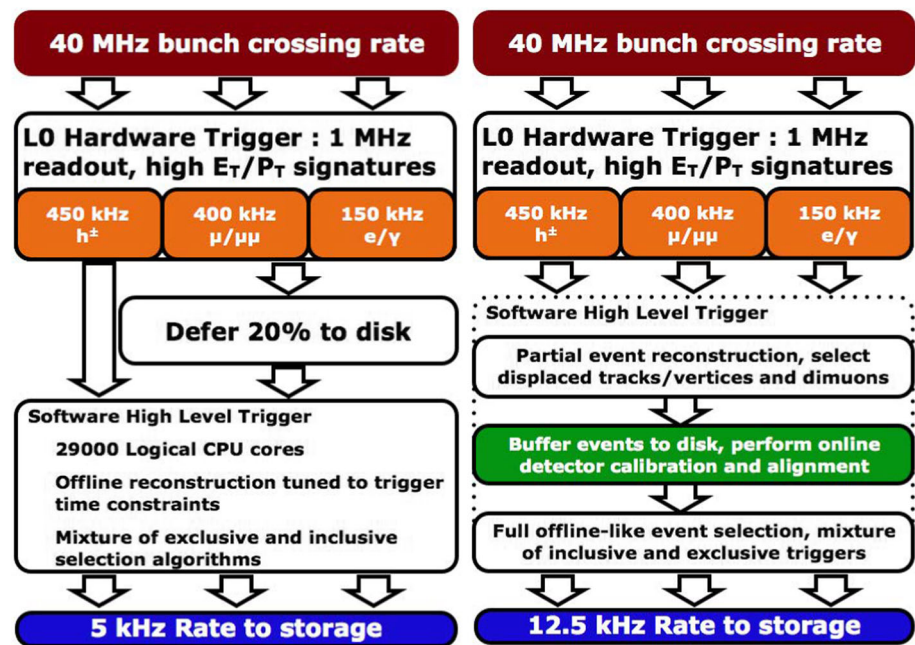 40 MHz bunch crossing rate
L0 Hardware Trigger : 1 MHz
readout, high E_T/P_T signatures
450 kHz
h±
400 kHz
μ/μμ
150 kHz
e/γ
Defer 20% to disk
Software High Level Trigger
29000 Logical CPU cores
Offline reconstruction tuned to trigger
time constraints
Mixture of exclusive and inclusive
selection algorithms
5 kHz Rate to storage
40 MHz bunch crossing rate
L0 Hardware Trigger : 1 MHz
readout, high E_T/P_T signatures
450 kHz
h±
400 kHz
μ/μμ
150 kHz
e/γ
Software High Level Trigger
Partial event reconstruction, select
displaced tracks/vertices and dimuons
Buffer events to disk, perform online
detector calibration and alignment
Full offline-like event selection, mixture
of inclusive and exclusive triggers
12.5 kHz Rate to storage